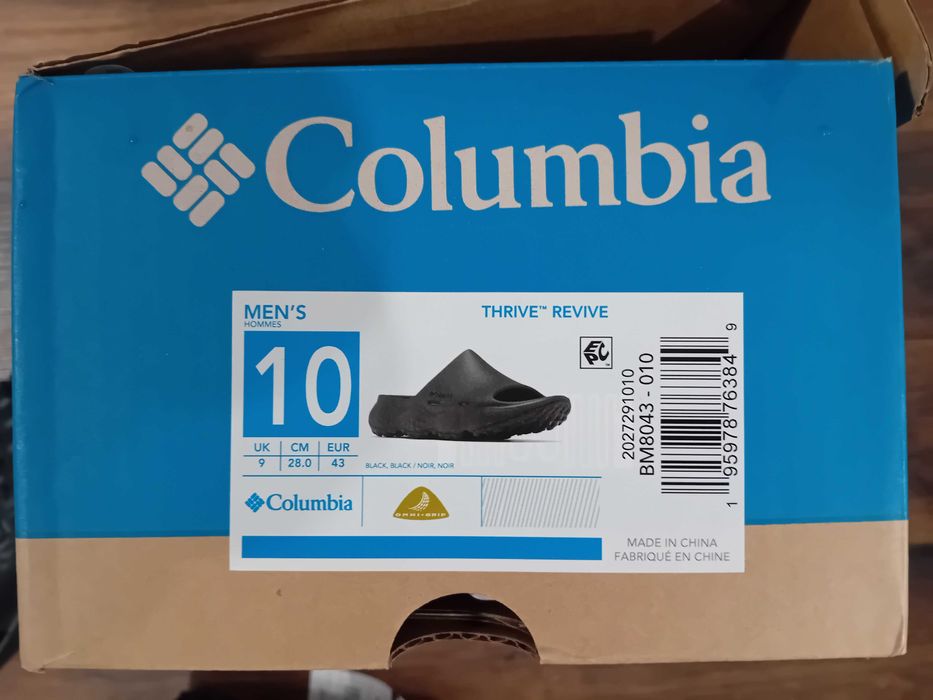 Columbia
MEN'S
HOMMES
THRIVE™ REVIVE
10
EPC
UK CM EUR
9 28.0 43
BLACK, BLACK / NOIR, NOIR
2027291010
BM8043 - 010
1 95978 76384 9
Columbia
OMNI-GRIP
MADE IN CHINA
FABRIQUÉ EN CHINE